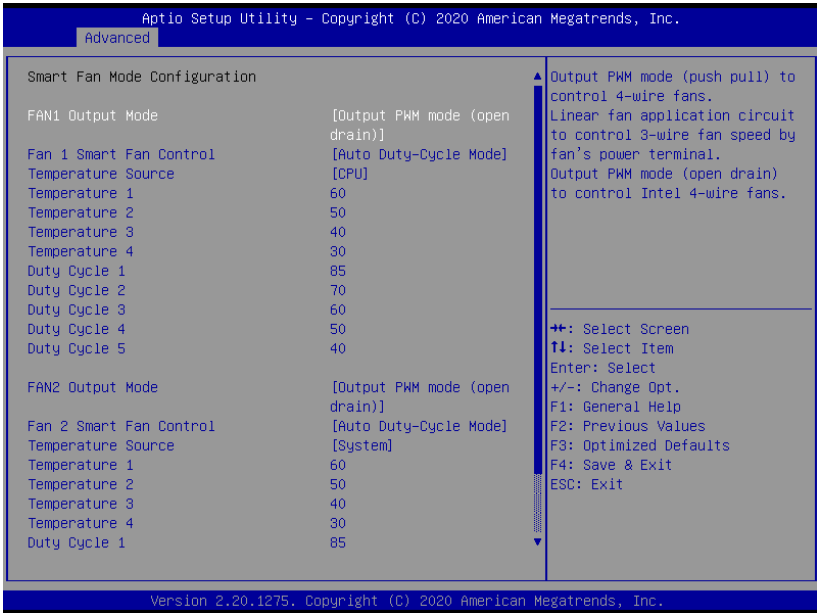 Aptio Setup Utility – Copyright (C) 2020 American Megatrends, Inc.
Advanced
Smart Fan Mode Configuration
FAN1 Output Mode [Output PWM mode (open
drain)]
Fan 1 Smart Fan Control [Auto Duty-Cycle Mode]
Temperature Source [CPU]
Temperature 1 60
Temperature 2 50
Temperature 3 40
Temperature 4 30
Duty Cycle 1 85
Duty Cycle 2 70
Duty Cycle 3 60
Duty Cycle 4 50
Duty Cycle 5 40
FAN2 Output Mode [Output PWM mode (open
drain)]
Fan 2 Smart Fan Control [Auto Duty-Cycle Mode]
Temperature Source [System]
Temperature 1 60
Temperature 2 50
Temperature 3 40
Temperature 4 30
Duty Cycle 1 85
Output PWM mode (push pull) to
control 4-wire fans.
Linear fan application circuit
to control 3-wire fan speed by
fan's power terminal.
Output PWM mode (open drain)
to control Intel 4-wire fans.
→←: Select Screen
↑↓: Select Item
Enter: Select
+/-: Change Opt.
F1: General Help
F2: Previous Values
F3: Optimized Defaults
F4: Save & Exit
ESC: Exit
Version 2.20.1275. Copyright (C) 2020 American Megatrends, Inc.